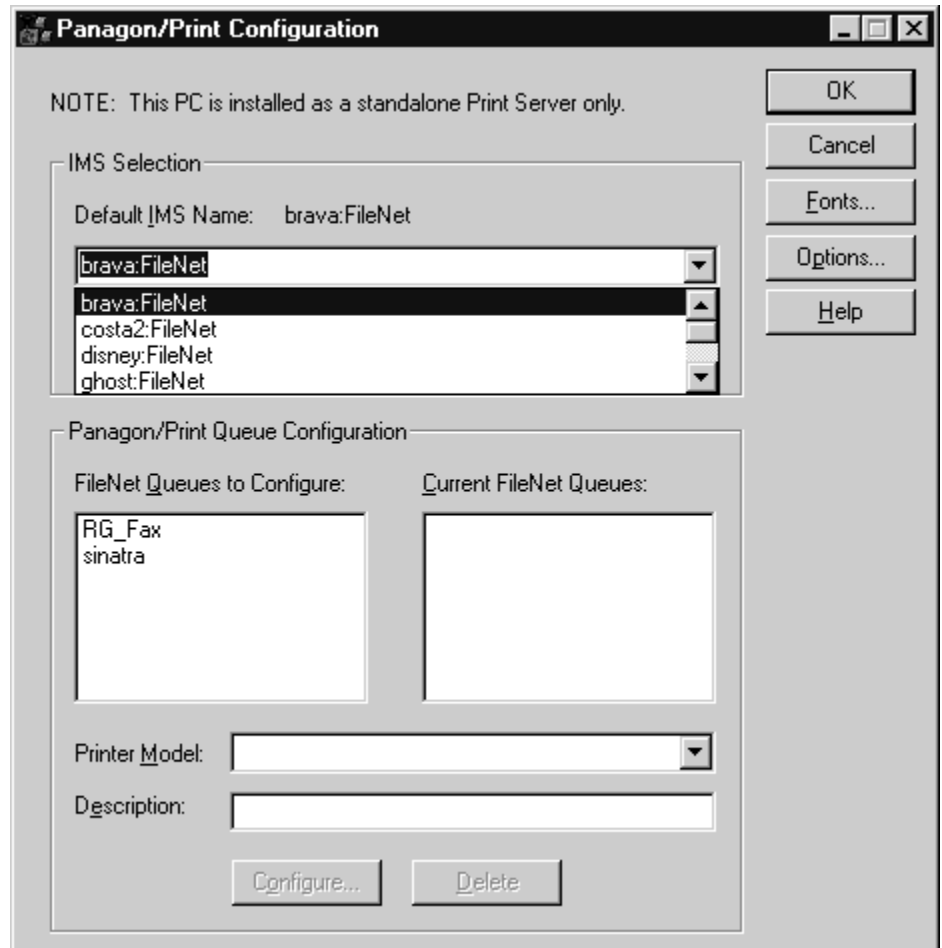 Panagon/Print Configuration
NOTE: This PC is installed as a standalone Print Server only.
OK
Cancel
Fonts...
Options...
Help
IMS Selection
Default IMS Name: brava:FileNet
brava:FileNet
brava:FileNet
costa2:FileNet
disney:FileNet
ghost:FileNet
Panagon/Print Queue Configuration
FileNet Queues to Configure:
Current FileNet Queues:
RG_Fax
sinatra
Printer Model:
Description:
Configure...
Delete